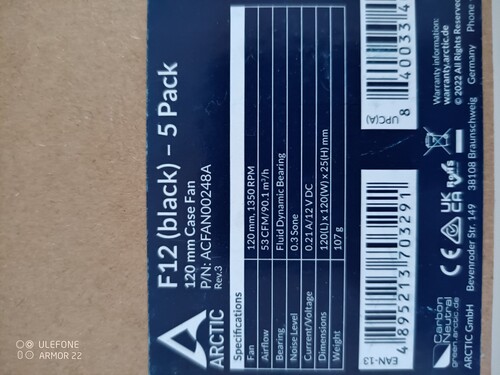 F12 (black) – 5 Pack
120 mm Case Fan
P/N: ACFAN00248A
Rev.3
ARCTIC
Specifications
Fan 120 mm, 1350 RPM
Airflow 53 CFM/90.1 m³/h
Bearing Fluid Dynamic Bearing
Noise Level 0.3 Sone
Current/Voltage 0.21 A/12 V DC
Dimensions 120(L) x 120(W) x 25(H) mm
Weight 107 g
EAN-13
4 895213 703291
UPC(A)
8 40033 4
CE UK CA RoHS
Carbon
Neutral
green.arctic.de
Warranty information:
warranty.arctic.de
© 2022 All Rights Reserved
ARCTIC GmbH Bevenroder Str. 149 38108 Braunschweig Germany Phone
ULEFONE
ARMOR 22